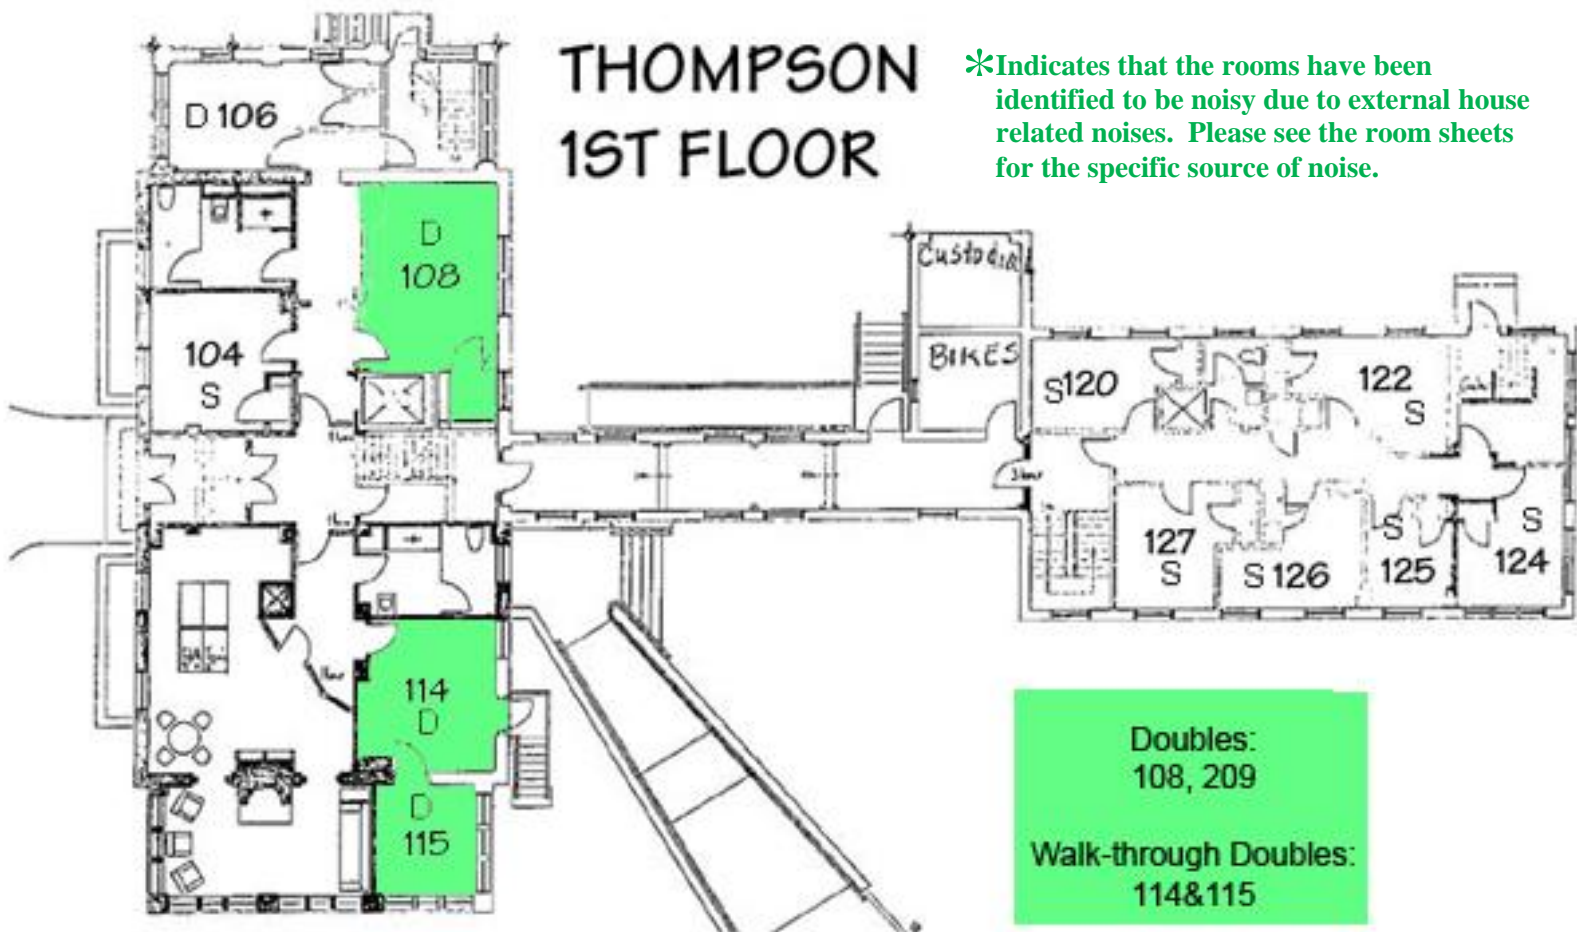 THOMPSON
1ST FLOOR
✻Indicates that the rooms have been
identified to be noisy due to external house
related noises.  Please see the room sheets
for the specific source of noise.
D 106
D
108
104
S
BIKES
S 120
122
S
127
S
S 126
S
125
S
124
114
D
D
115
Doubles:
108, 209
Walk-through Doubles:
114&115